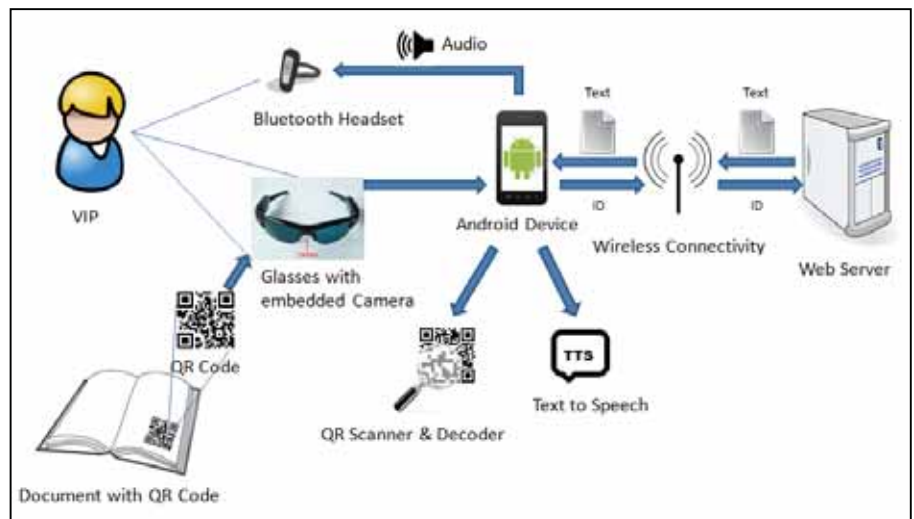 Audio
Bluetooth Headset
VIP
Text
Text
Android Device
ID
ID
Wireless Connectivity
Web Server
Glasses with
embedded Camera
QR Code
TTS
Text to Speech
QR Scanner & Decoder
Document with QR Code